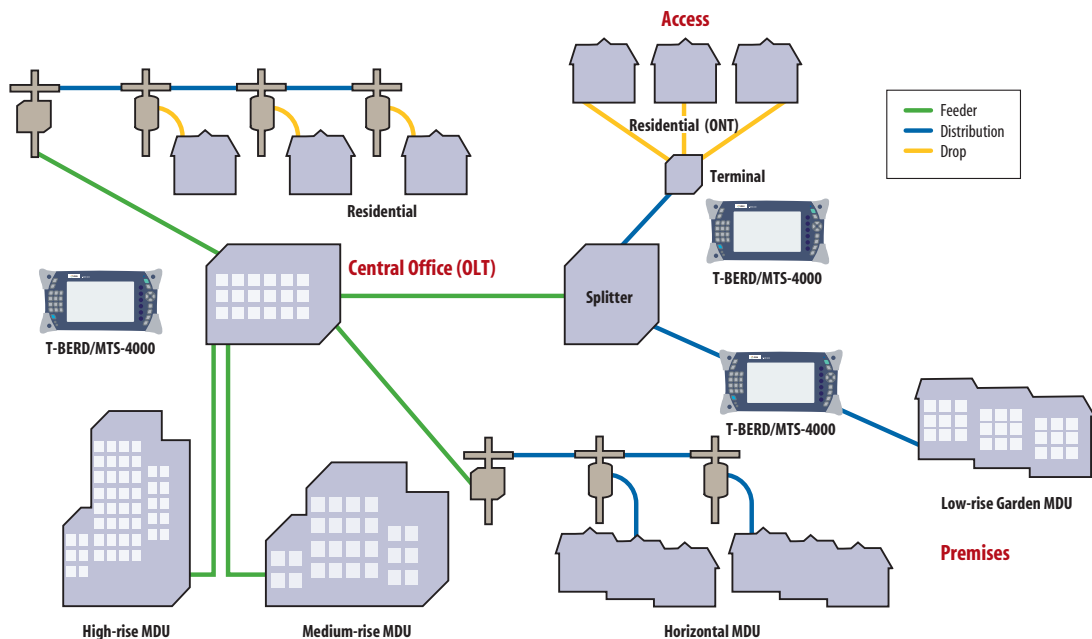 Access
Residential (ONT)
Terminal
Feeder
Distribution
Drop
Residential
Central Office (OLT)
Splitter
T-BERD/MTS-4000
T-BERD/MTS-4000
T-BERD/MTS-4000
Low-rise Garden MDU
Premises
High-rise MDU
Medium-rise MDU
Horizontal MDU